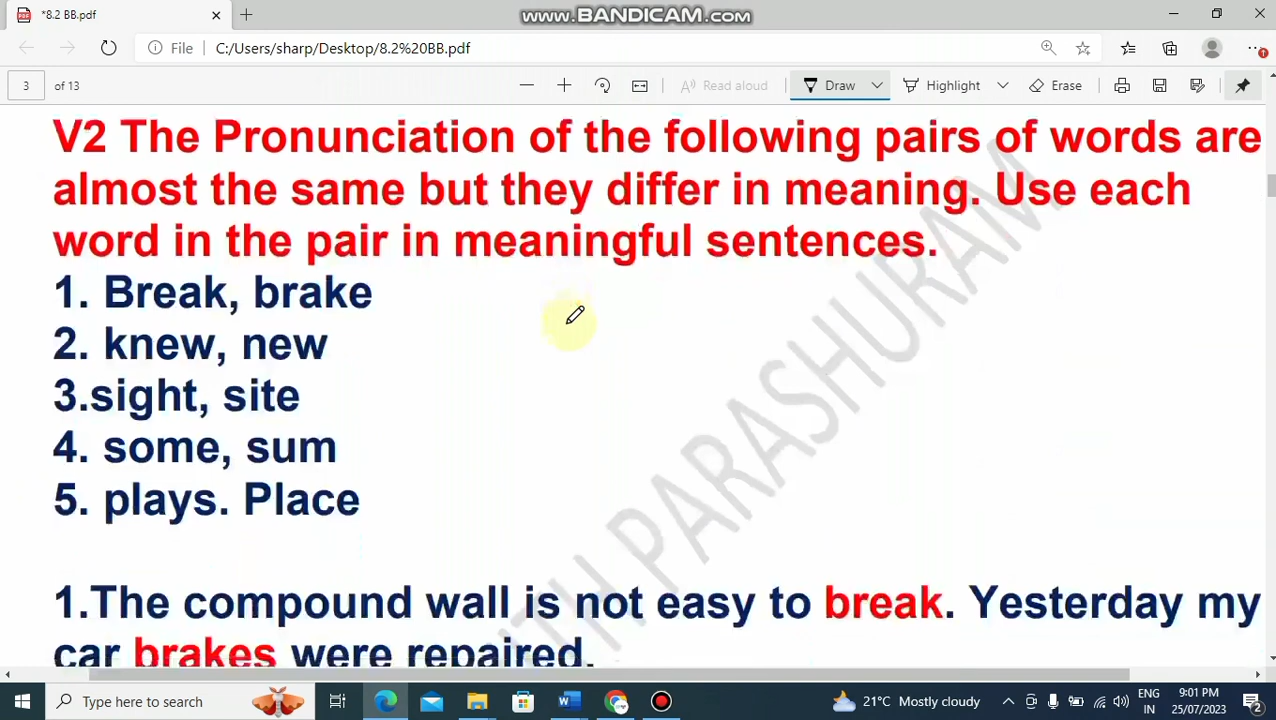 *8.2 BB.pdf
www.BANDICAM.com
File C:/Users/sharp/Desktop/8.2%20BB.pdf
3 of 13 Read aloud Draw Highlight Erase
V2 The Pronunciation of the following pairs of words are
almost the same but they differ in meaning. Use each
word in the pair in meaningful sentences.
1. Break, brake
2. knew, new
3.sight, site
4. some, sum
5. plays. Place
1.The compound wall is not easy to break. Yesterday my
car brakes were repaired.
PARASHURAM
Type here to search
21°C Mostly cloudy
ENG
IN
9:01 PM
25/07/2023
2